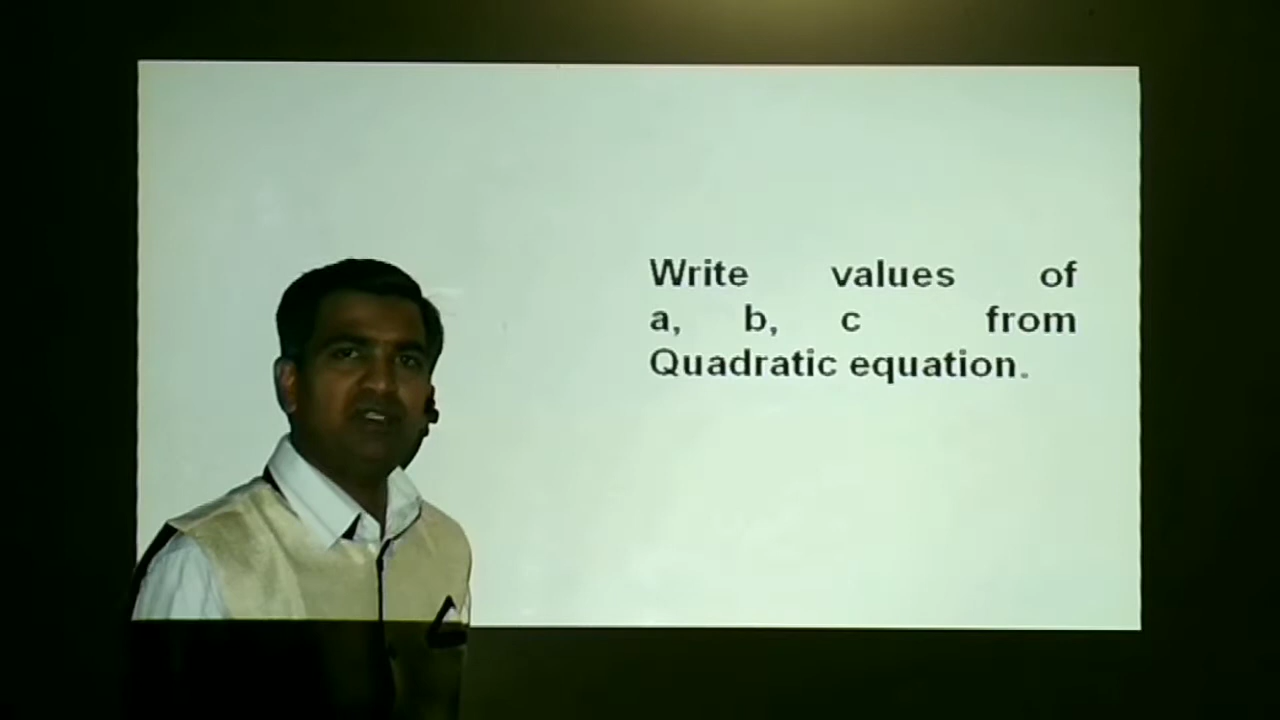 Write values of
a, b, c from
Quadratic equation.